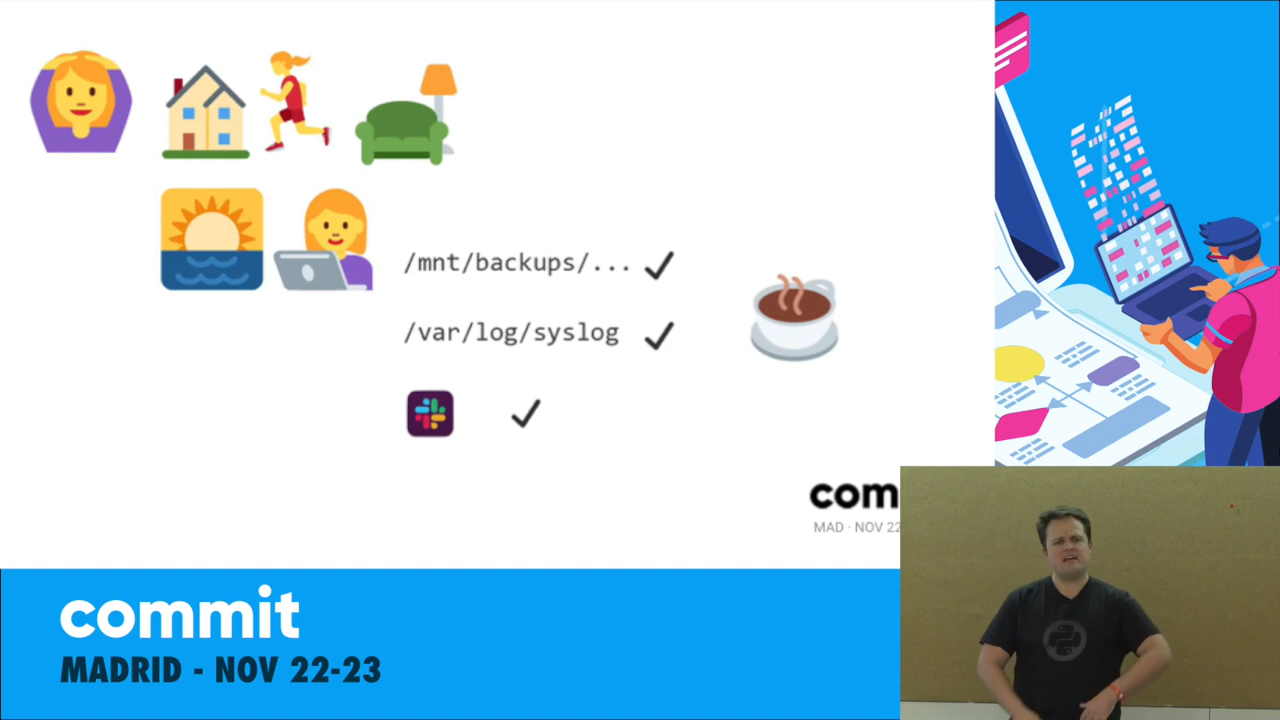 /mnt/backups/... ✓
/var/log/syslog ✓
✓
com
MAD · NOV 22
commit
MADRID - NOV 22-23